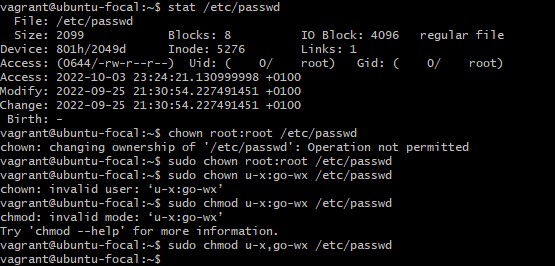 vagrant@ubuntu-focal:~$ stat /etc/passwd
  File: /etc/passwd
  Size: 2099            Blocks: 8          IO Block: 4096   regular file
Device: 801h/2049d      Inode: 5276        Links: 1
Access: (0644/-rw-r--r--)  Uid: (    0/    root)   Gid: (    0/    root)
Access: 2022-10-03 23:24:21.130999998 +0100
Modify: 2022-09-25 21:30:54.227491451 +0100
Change: 2022-09-25 21:30:54.227491451 +0100
 Birth: -
vagrant@ubuntu-focal:~$ chown root:root /etc/passwd
chown: changing ownership of '/etc/passwd': Operation not permitted
vagrant@ubuntu-focal:~$ sudo chown root:root /etc/passwd
vagrant@ubuntu-focal:~$ sudo chown u-x:go-wx /etc/passwd
chown: invalid user: ‘u-x:go-wx’
vagrant@ubuntu-focal:~$ sudo chmod u-x:go-wx /etc/passwd
chmod: invalid mode: ‘u-x:go-wx’
Try 'chmod --help' for more information.
vagrant@ubuntu-focal:~$ sudo chmod u-x,go-wx /etc/passwd
vagrant@ubuntu-focal:~$